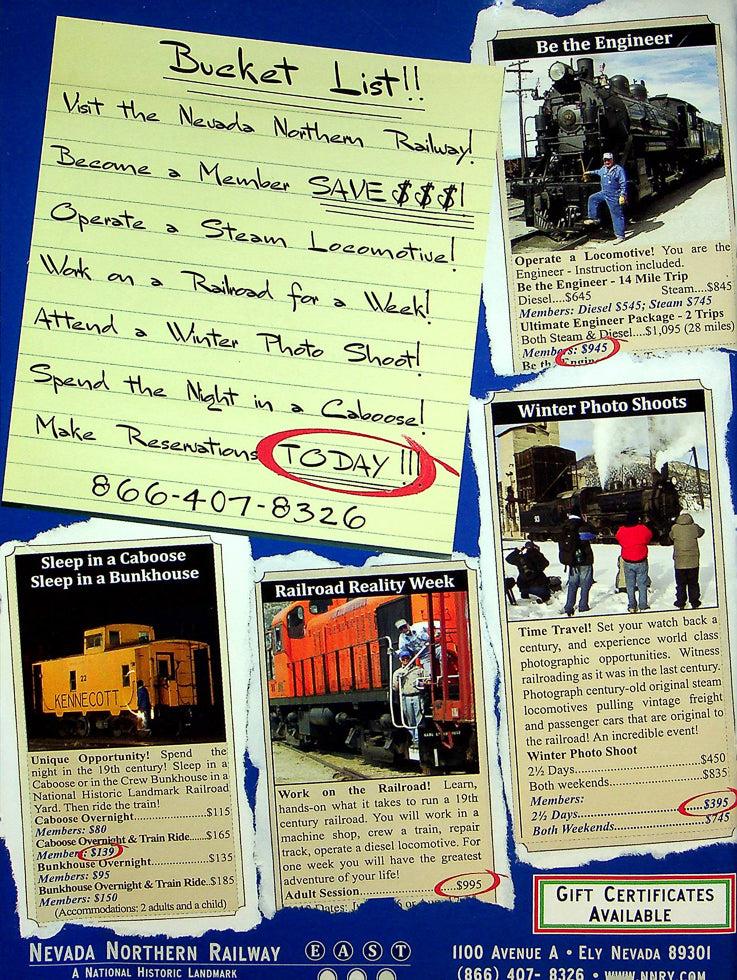 Bucket List!!
Visit the Nevada Northern Railway!
Become a Member SAVE $$$!
Operate a Steam Locomotive!
Work on a Railroad for a Week!
Attend a Winter Photo Shoot!
Spend the Night in a Caboose!
Make Reservations TODAY!!!
866-407-8326
Be the Engineer
Operate a Locomotive! You are the
Engineer - Instruction included.
Be the Engineer - 14 Mile Trip
Diesel....$645 Steam....$845
Members: Diesel $545; Steam $745
Ultimate Engineer Package - 2 Trips
Both Steam & Diesel....$1,095 (28 miles)
Members: $945
Be th
Winter Photo Shoots
Time Travel! Set your watch back a
century, and experience world class
photographic opportunities. Witness
railroading as it was in the last century.
Photograph century-old original steam
locomotives pulling vintage freight
and passenger cars that are original to
the railroad! An incredible event!
Winter Photo Shoot
2½ Days....................................$450
Both weekends.........................$835
Members:
2½ Days....................................$395
Both Weekends.........................$745
Sleep in a Caboose
Sleep in a Bunkhouse
22
KENNECOTT
Unique Opportunity! Spend the
night in the 19th century! Sleep in a
Caboose or in the Crew Bunkhouse in a
National Historic Landmark Railroad
Yard. Then ride the train!
Caboose Overnight..................$115
Members: $80
Caboose Overnight & Train Ride.....$165
Member: $139
Bunkhouse Overnight...............$135
Members: $95
Bunkhouse Overnight & Train Ride..$185
Members: $150
(Accommodations: 2 adults and a child)
Railroad Reality Week
Work on the Railroad! Learn,
hands-on what it takes to run a 19th
century railroad. You will work in a
machine shop, crew a train, repair
track, operate a diesel locomotive. For
one week you will have the greatest
adventure of your life!
Adult Session........................$995
Dates:
GIFT CERTIFICATES
AVAILABLE
NEVADA NORTHERN RAILWAY
A NATIONAL HISTORIC LANDMARK
E A S T
1100 AVENUE A • ELY NEVADA 89301
(866) 407- 8326 • WWW.NNRY.COM